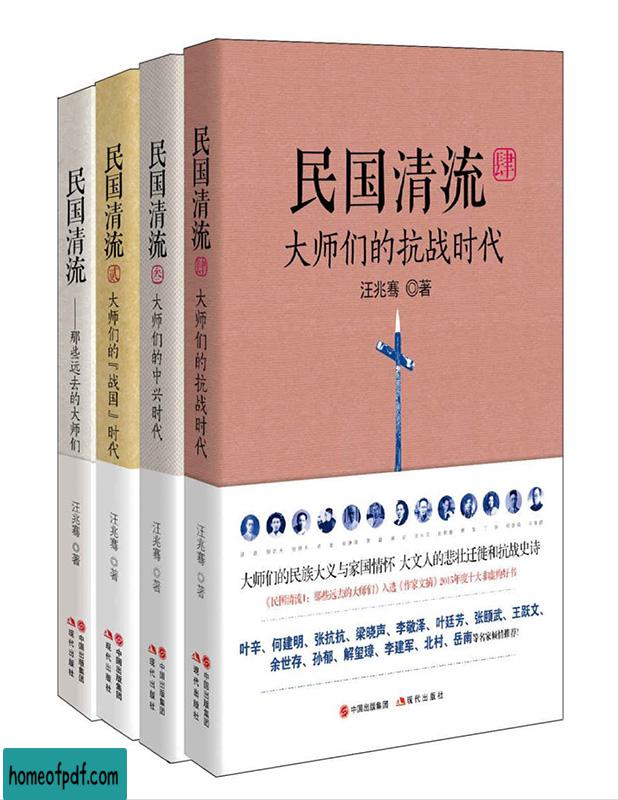 民国清流
——那些远去的大师们
汪兆骞 著
中国出版集团
现代出版社
民国清流 贰
大师们的『战国』时代
汪兆骞 著
中国出版集团
现代出版社
民国清流 叁
大师们的中兴时代
汪兆骞 著
中国出版集团
现代出版社
民国清流 肆
大师们的抗战时代
汪兆骞 著
中国出版集团
现代出版社
民国清流 肆
大师们的抗战时代
汪兆骞 ◎ 著
大师们的民族大义与家国情怀 大文人的悲壮迁徙和抗战史诗
《民国清流1：那些远去的大师们》入选《作家文摘》2015年度十大非虚构好书
叶辛、何建明、张抗抗、梁晓声、李敬泽、叶廷芳、张颐武、王跃文、
余世存、孙郁、解玺璋、李建军、北村、岳南等名家倾情推荐！
中国出版集团 现代出版社
homeofpdf.com